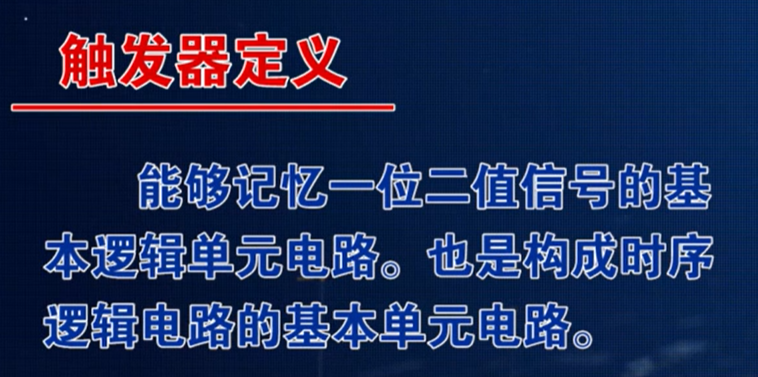 触发器定义
能够记忆一位二值信号的基
本逻辑单元电路。也是构成时序
逻辑电路的基本单元电路。